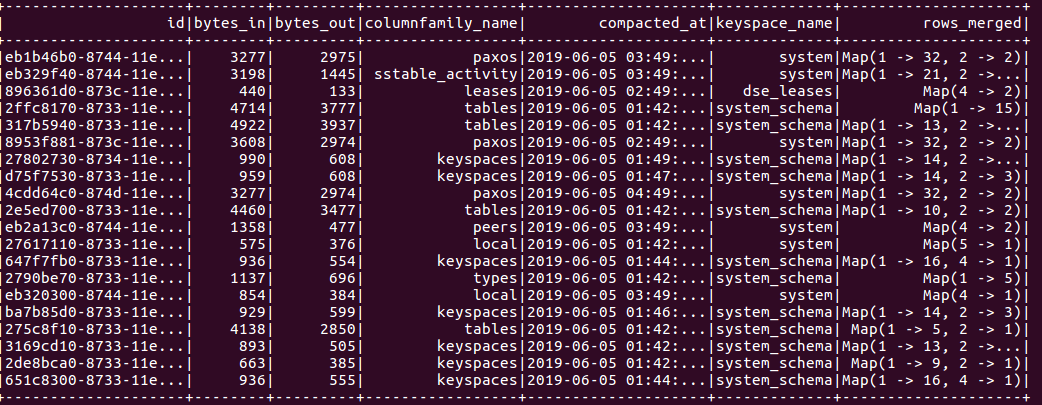 +--------------------+--------+---------+-------------------+--------------------+-------------+--------------------+
|                  id|bytes_in|bytes_out|columnfamily_name|        compacted_at|keyspace_name|         rows_merged|
+--------------------+--------+---------+-------------------+--------------------+-------------+--------------------+
|eb1b46b0-8744-11e...|    3277|     2975|              paxos|2019-06-05 03:49:...|       system|Map(1 -> 32, 2 -> 2)|
|eb329f40-8744-11e...|    3198|     1445|   sstable_activity|2019-06-05 03:49:...|       system|Map(1 -> 21, 2 ->...|
|896361d0-873c-11e...|     440|      133|             leases|2019-06-05 02:49:...|   dse_leases|         Map(4 -> 2)|
|2ffc8170-8733-11e...|    4714|     3777|             tables|2019-06-05 01:42:...|system_schema|        Map(1 -> 15)|
|317b5940-8733-11e...|    4922|     3937|             tables|2019-06-05 01:42:...|system_schema|Map(1 -> 13, 2 ->...|
|8953f881-873c-11e...|    3608|     2974|              paxos|2019-06-05 02:49:...|       system|Map(1 -> 32, 2 -> 2)|
|27802730-8734-11e...|     990|      608|          keyspaces|2019-06-05 01:49:...|system_schema|Map(1 -> 14, 2 ->...|
|d75f7530-8733-11e...|     959|      608|          keyspaces|2019-06-05 01:47:...|system_schema|Map(1 -> 14, 2 -> 3)|
|4cdd64c0-874d-11e...|    3277|     2974|              paxos|2019-06-05 04:49:...|       system|Map(1 -> 32, 2 -> 2)|
|2e5ed700-8733-11e...|    4460|     3477|             tables|2019-06-05 01:42:...|system_schema|Map(1 -> 10, 2 -> 2)|
|eb2a13c0-8744-11e...|    1358|      477|              peers|2019-06-05 03:49:...|       system|         Map(4 -> 2)|
|27617110-8733-11e...|     575|      376|              local|2019-06-05 01:42:...|       system|         Map(5 -> 1)|
|647f7fb0-8733-11e...|     936|      554|          keyspaces|2019-06-05 01:44:...|system_schema|Map(1 -> 16, 4 -> 1)|
|2790be70-8733-11e...|    1137|      696|              types|2019-06-05 01:42:...|system_schema|         Map(1 -> 5)|
|eb320300-8744-11e...|     854|      384|              local|2019-06-05 03:49:...|       system|         Map(4 -> 1)|
|ba7b85d0-8733-11e...|     929|      599|          keyspaces|2019-06-05 01:46:...|system_schema|Map(1 -> 14, 2 -> 3)|
|275c8f10-8733-11e...|    4138|     2850|             tables|2019-06-05 01:42:...|system_schema| Map(1 -> 5, 2 -> 1)|
|3169cd10-8733-11e...|     893|      505|          keyspaces|2019-06-05 01:42:...|system_schema|Map(1 -> 13, 2 ->...|
|2de8bca0-8733-11e...|     663|      385|          keyspaces|2019-06-05 01:42:...|system_schema| Map(1 -> 9, 2 -> 1)|
|651c8300-8733-11e...|     936|      555|          keyspaces|2019-06-05 01:44:...|system_schema|Map(1 -> 16, 4 -> 1)|
+--------------------+--------+---------+-------------------+--------------------+-------------+--------------------+